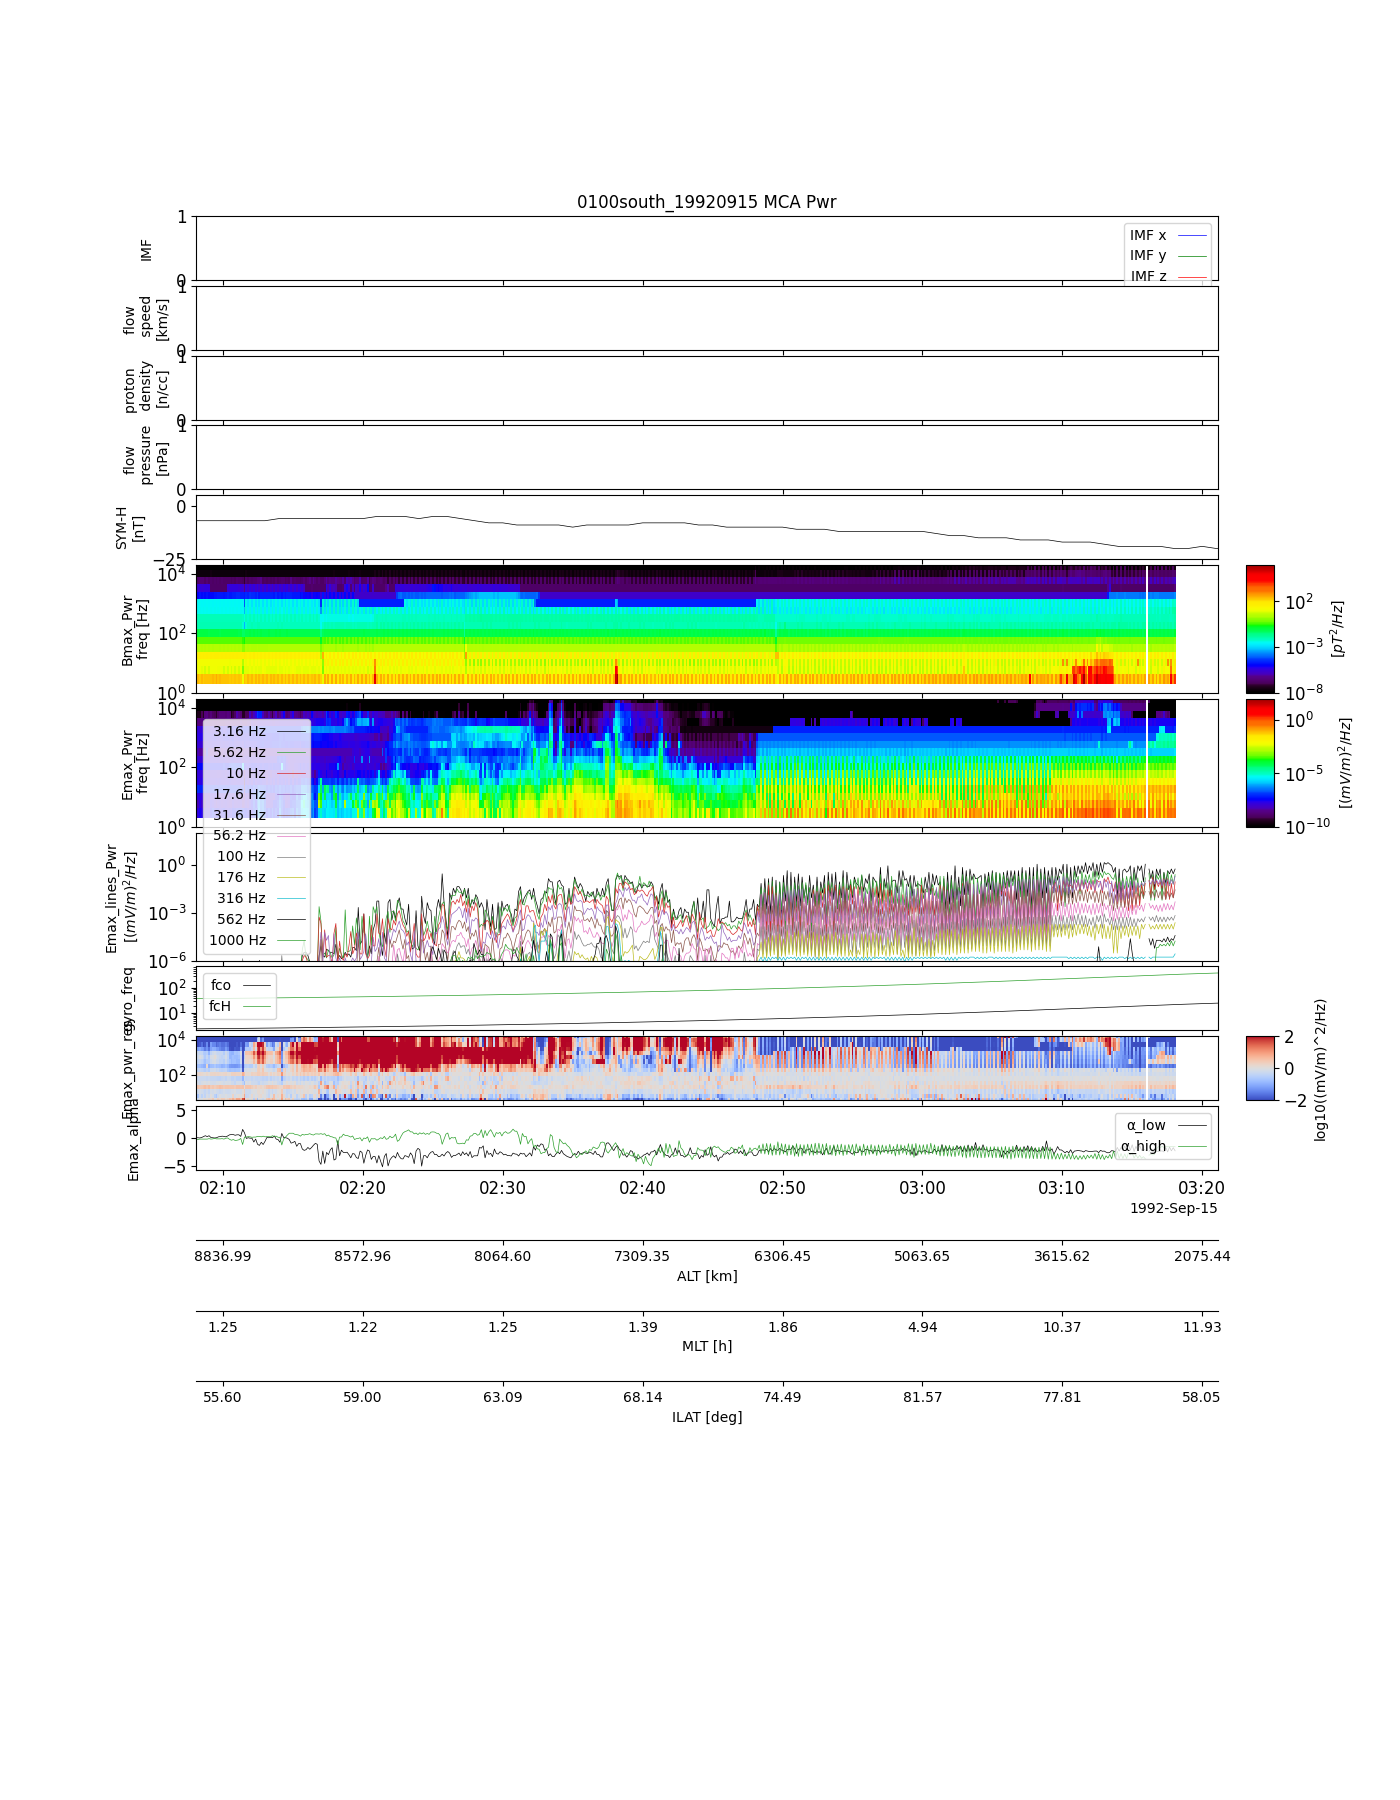 0100south_19920915 MCA Pwr
1
0
IMF
IMF x
IMF y
IMF z
1
0
flow
speed
[km/s]
1
0
proton
density
[n/cc]
1
0
flow
pressure
[nPa]
0
−25
SYM-H
[nT]
10^4
10^2
10^0
Bmax_Pwr
freq [Hz]
10^2
10^−3
10^−8
[pT^2/Hz]
10^4
10^2
10^0
Emax_Pwr
freq [Hz]
10^0
10^−5
10^−10
[(mV/m)^2/Hz]
3.16 Hz
5.62 Hz
10 Hz
17.6 Hz
31.6 Hz
56.2 Hz
100 Hz
176 Hz
316 Hz
562 Hz
1000 Hz
10^0
10^−3
10^−6
Emax_lines_Pwr
[(mV/m)^2/Hz]
10^2
10^1
gyro_freq
fco
fcH
10^4
10^2
2
0
−2
log10((mV/m)^2/Hz)
5
0
−5
Emax_alpha
α_low
α_high
02:10 02:20 02:30 02:40 02:50 03:00 03:10 03:20
1992-Sep-15
8836.99 8572.96 8064.60 7309.35 6306.45 5063.65 3615.62 2075.44
ALT [km]
1.25 1.22 1.25 1.39 1.86 4.94 10.37 11.93
MLT [h]
55.60 59.00 63.09 68.14 74.49 81.57 77.81 58.05
ILAT [deg]